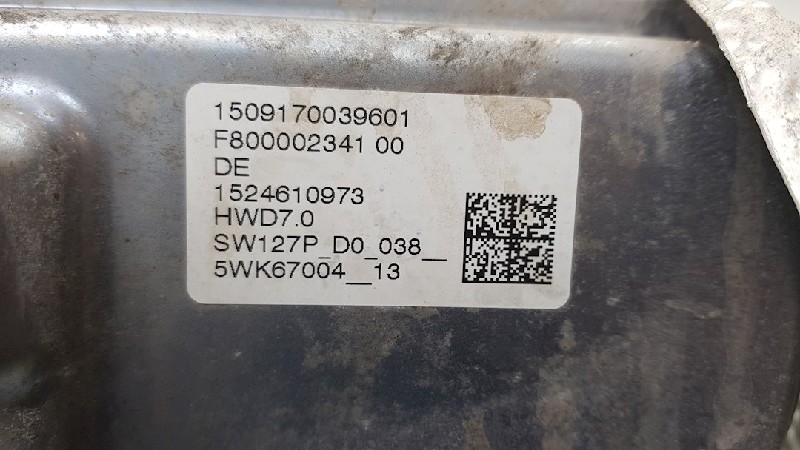 1509170039601
F800002341 00
DE
1524610973
HWD7.0
SW127P_D0_038__
5WK67004__13